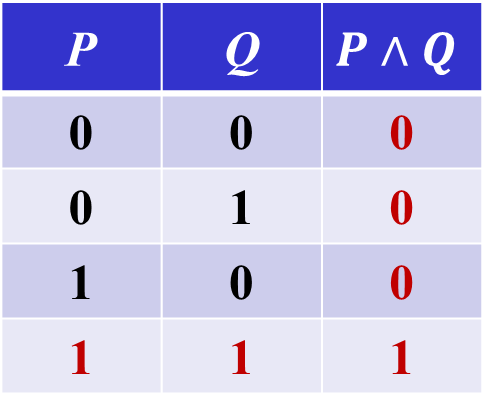 P Q P ∧ Q
0 0 0
0 1 0
1 0 0
1 1 1